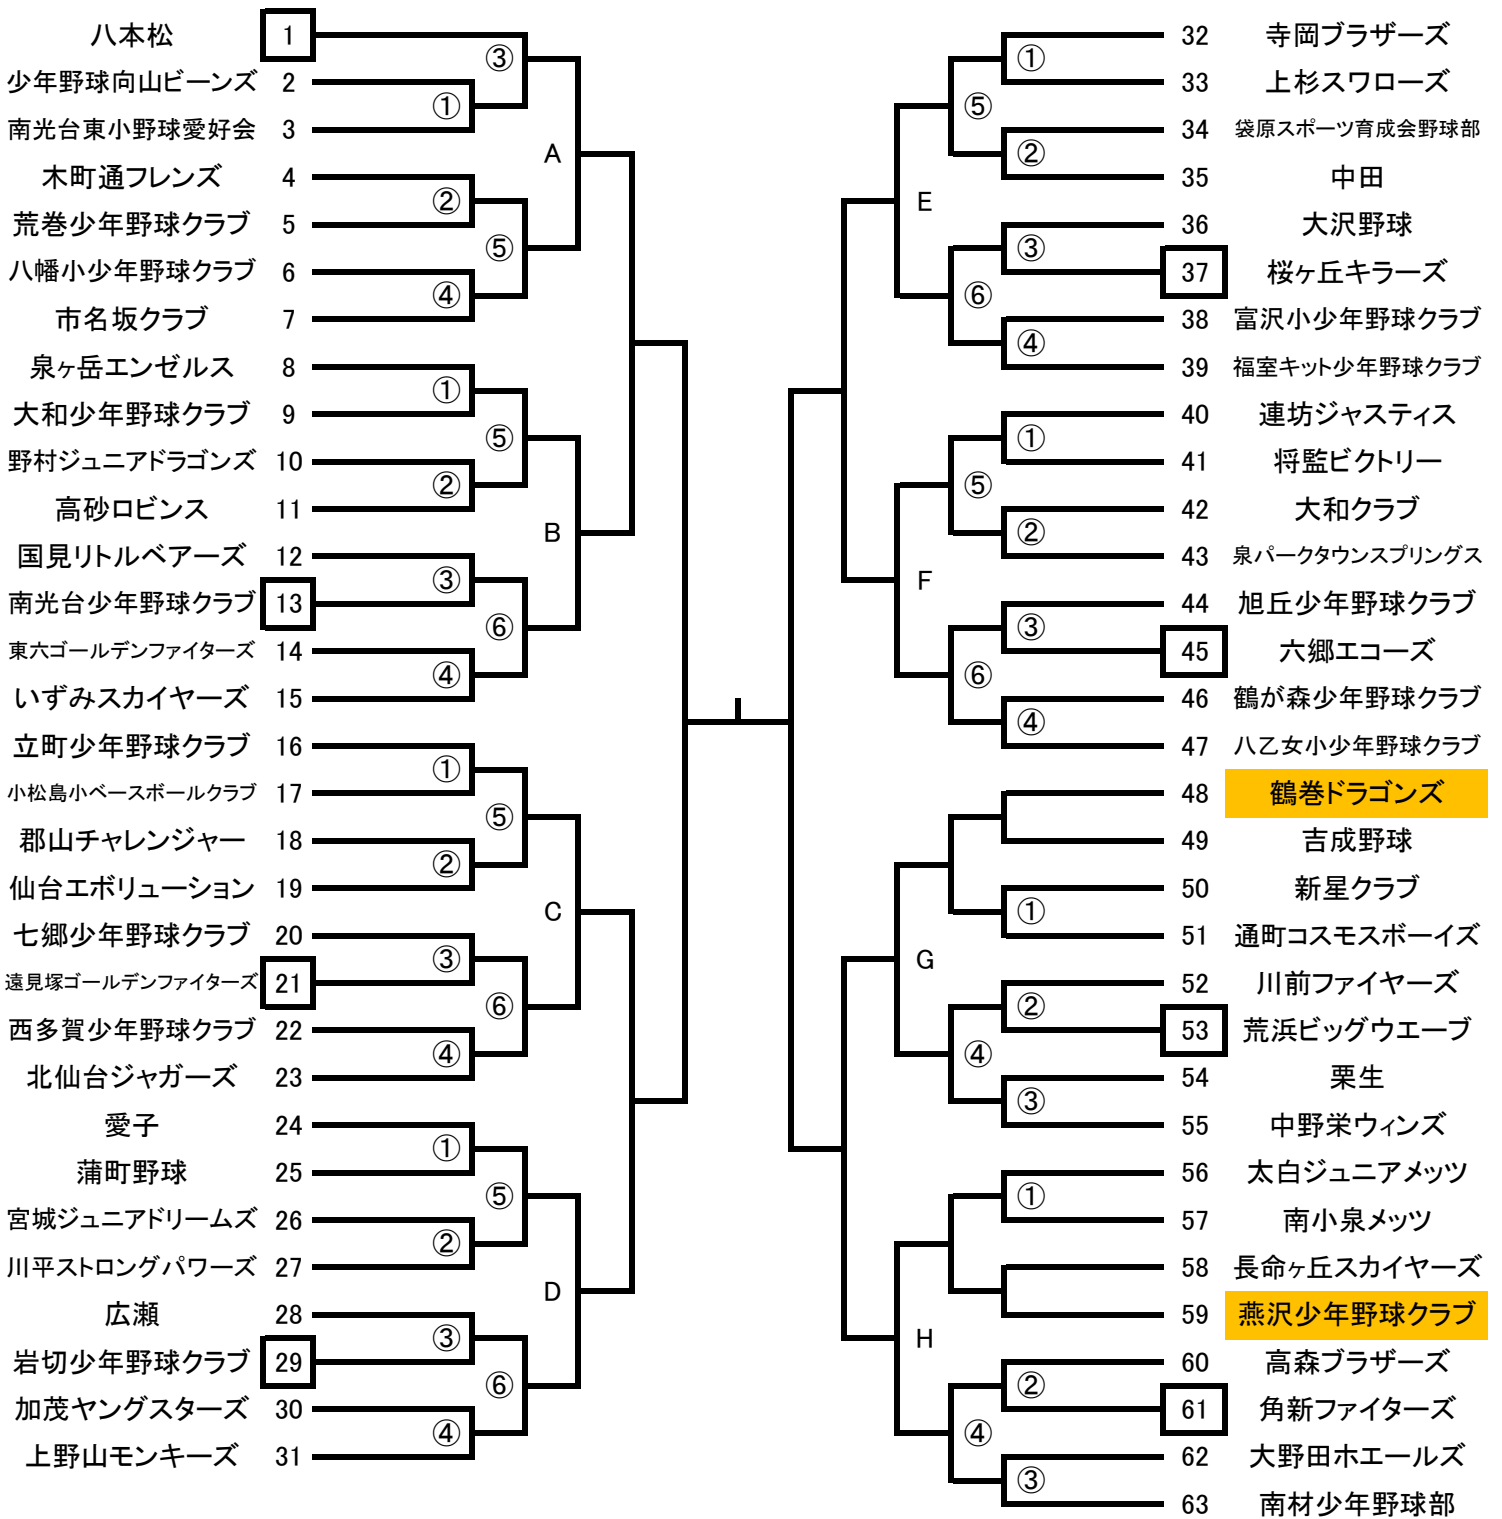 八本松 1
少年野球向山ビーンズ 2
南光台東小野球愛好会 3
木町通フレンズ 4
荒巻少年野球クラブ 5
八幡小少年野球クラブ 6
市名坂クラブ 7
泉ヶ岳エンゼルス 8
大和少年野球クラブ 9
野村ジュニアドラゴンズ 10
高砂ロビンス 11
国見リトルベアーズ 12
南光台少年野球クラブ 13
東六ゴールデンファイターズ 14
いずみスカイヤーズ 15
立町少年野球クラブ 16
小松島小ベースボールクラブ 17
郡山チャレンジャー 18
仙台エボリューション 19
七郷少年野球クラブ 20
遠見塚ゴールデンファイターズ 21
西多賀少年野球クラブ 22
北仙台ジャガーズ 23
愛子 24
蒲町野球 25
宮城ジュニアドリームズ 26
川平ストロングパワーズ 27
広瀬 28
岩切少年野球クラブ 29
加茂ヤングスターズ 30
上野山モンキーズ 31
③
①
A
②
⑤
④
①
⑤
②
B
③
⑥
④
①
⑤
②
C
③
⑥
④
①
⑤
②
D
③
⑥
④
①
⑤
②
E
③
⑥
④
①
⑤
②
F
③
⑥
④
①
G
②
④
③
①
H
②
④
③
32 寺岡ブラザーズ
33 上杉スワローズ
34 袋原スポーツ育成会野球部
35 中田
36 大沢野球
37 桜ヶ丘キラーズ
38 富沢小少年野球クラブ
39 福室キット少年野球クラブ
40 連坊ジャスティス
41 将監ビクトリー
42 大和クラブ
43 泉パークタウンスプリングス
44 旭丘少年野球クラブ
45 六郷エコーズ
46 鶴が森少年野球クラブ
47 八乙女小少年野球クラブ
48 鶴巻ドラゴンズ
49 吉成野球
50 新星クラブ
51 通町コスモスボーイズ
52 川前ファイヤーズ
53 荒浜ビッグウエーブ
54 栗生
55 中野栄ウィンズ
56 太白ジュニアメッツ
57 南小泉メッツ
58 長命ヶ丘スカイヤーズ
59 燕沢少年野球クラブ
60 高森ブラザーズ
61 角新ファイターズ
62 大野田ホエールズ
63 南材少年野球部